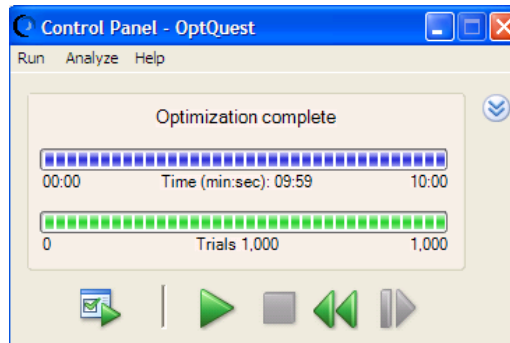 Control Panel - OptQuest
Run Analyze Help
Optimization complete
00:00 Time (min:sec): 09:59 10:00
0 Trials 1,000 1,000